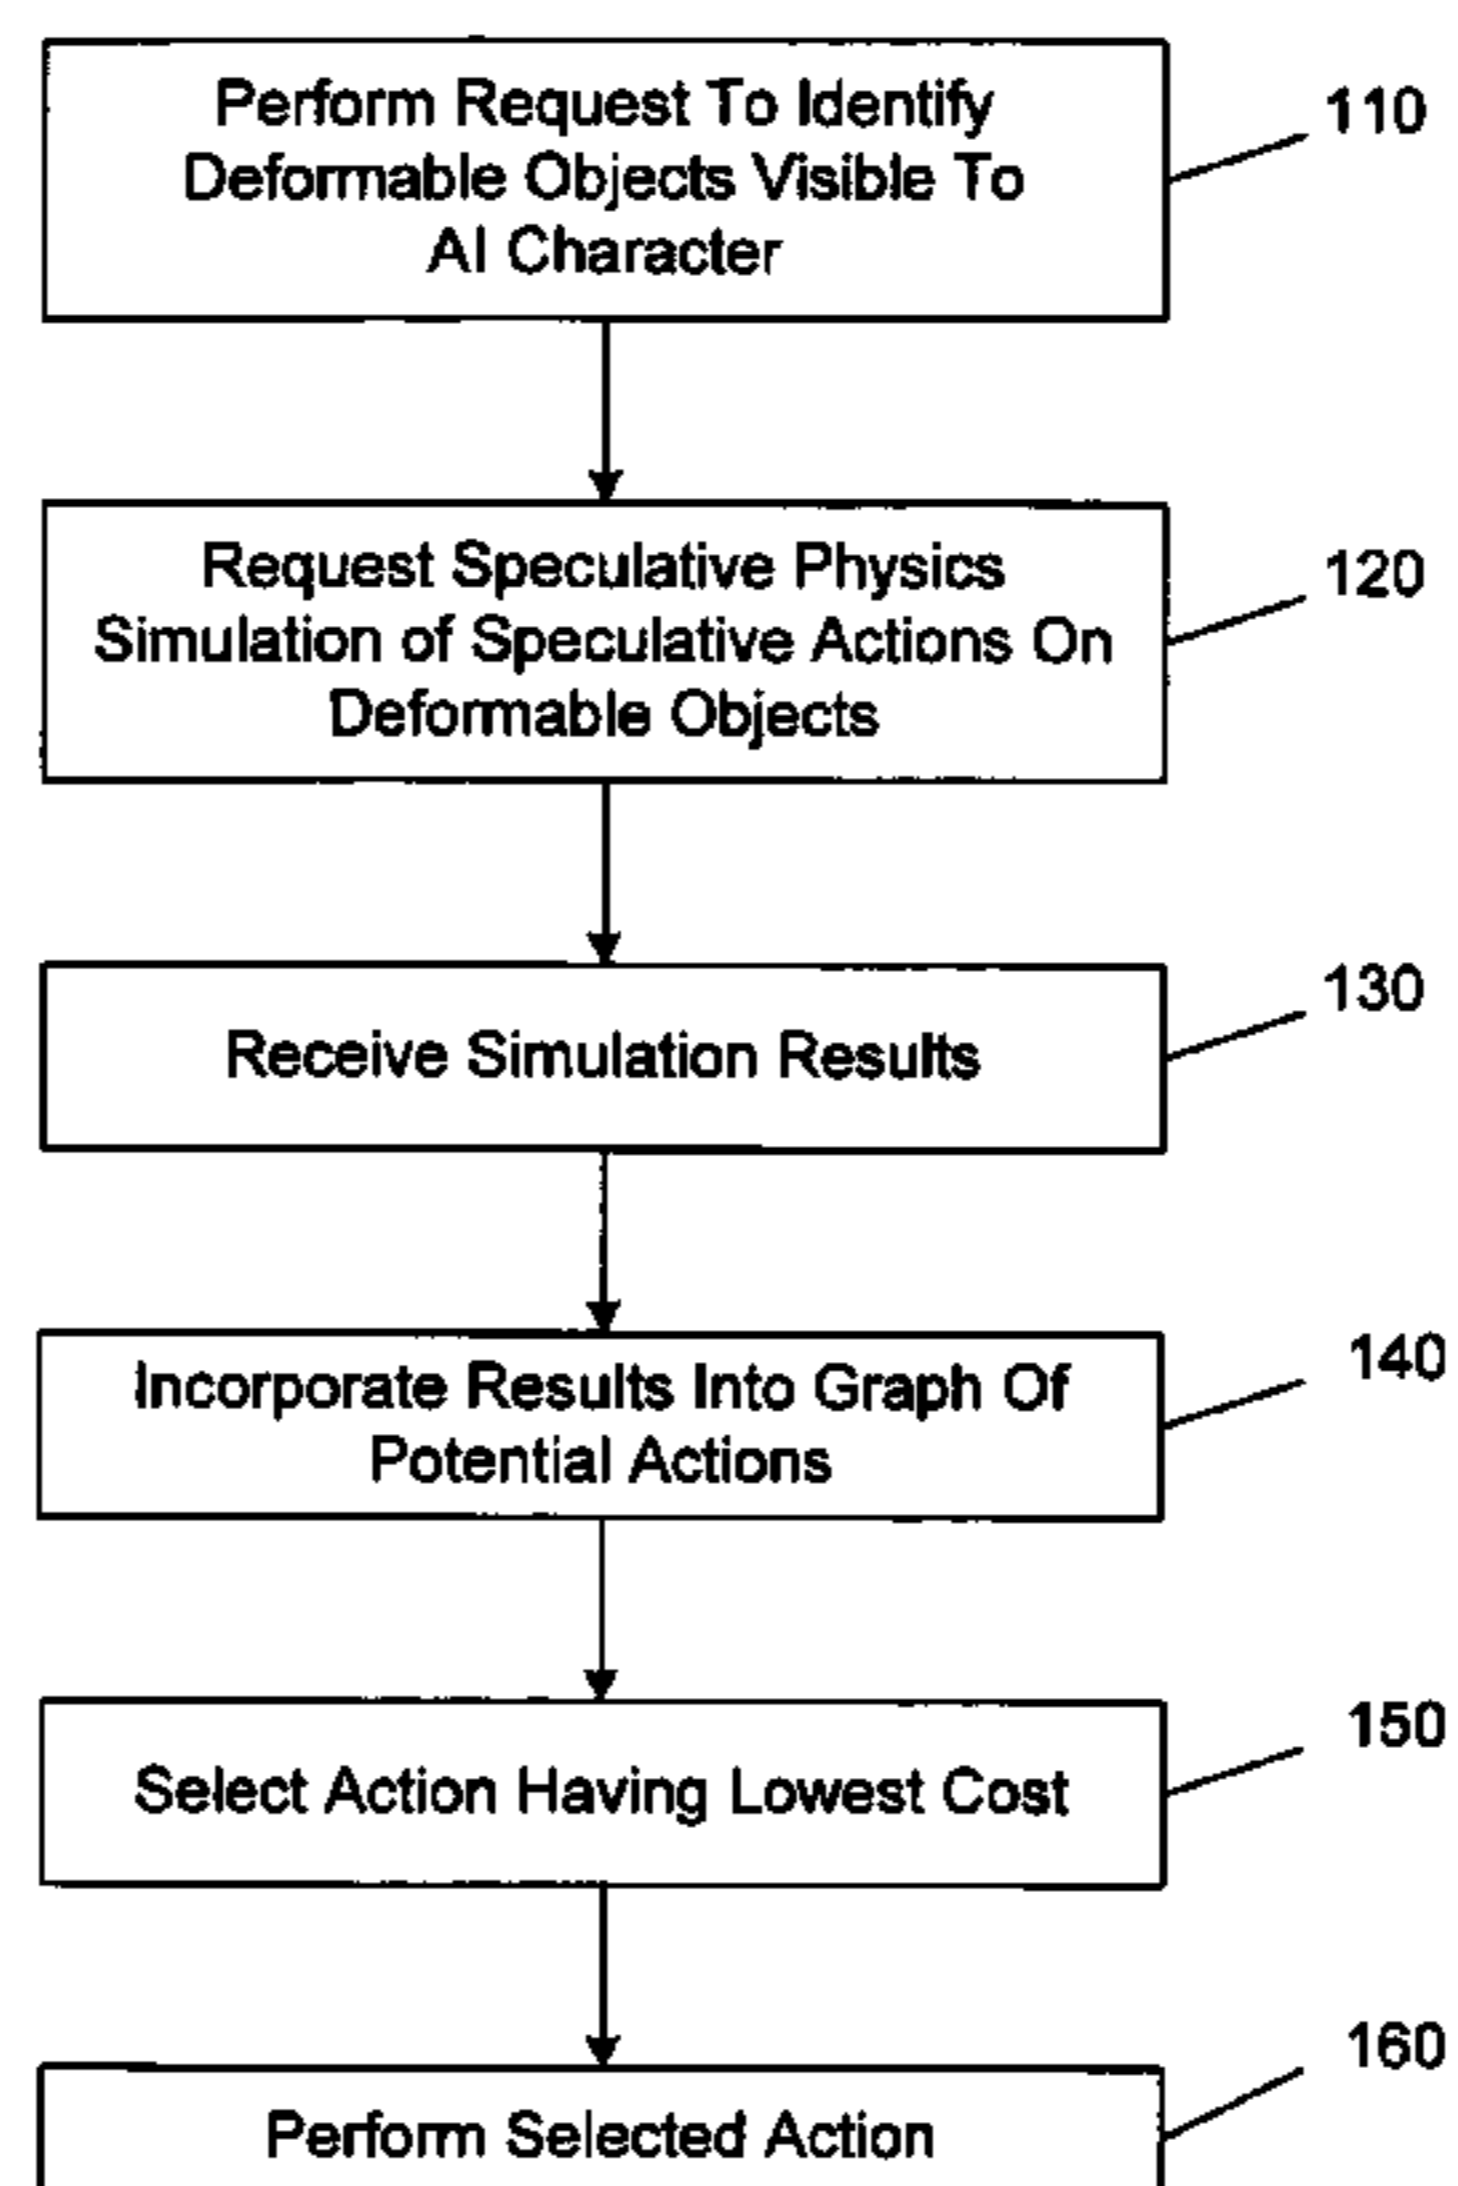 Perform Request To Identify
Deformable Objects Visible To
AI Character
110
Request Speculative Physics
Simulation of Speculative Actions On
Deformable Objects
120
Receive Simulation Results
130
Incorporate Results Into Graph Of
Potential Actions
140
Select Action Having Lowest Cost
150
Perform Selected Action
160